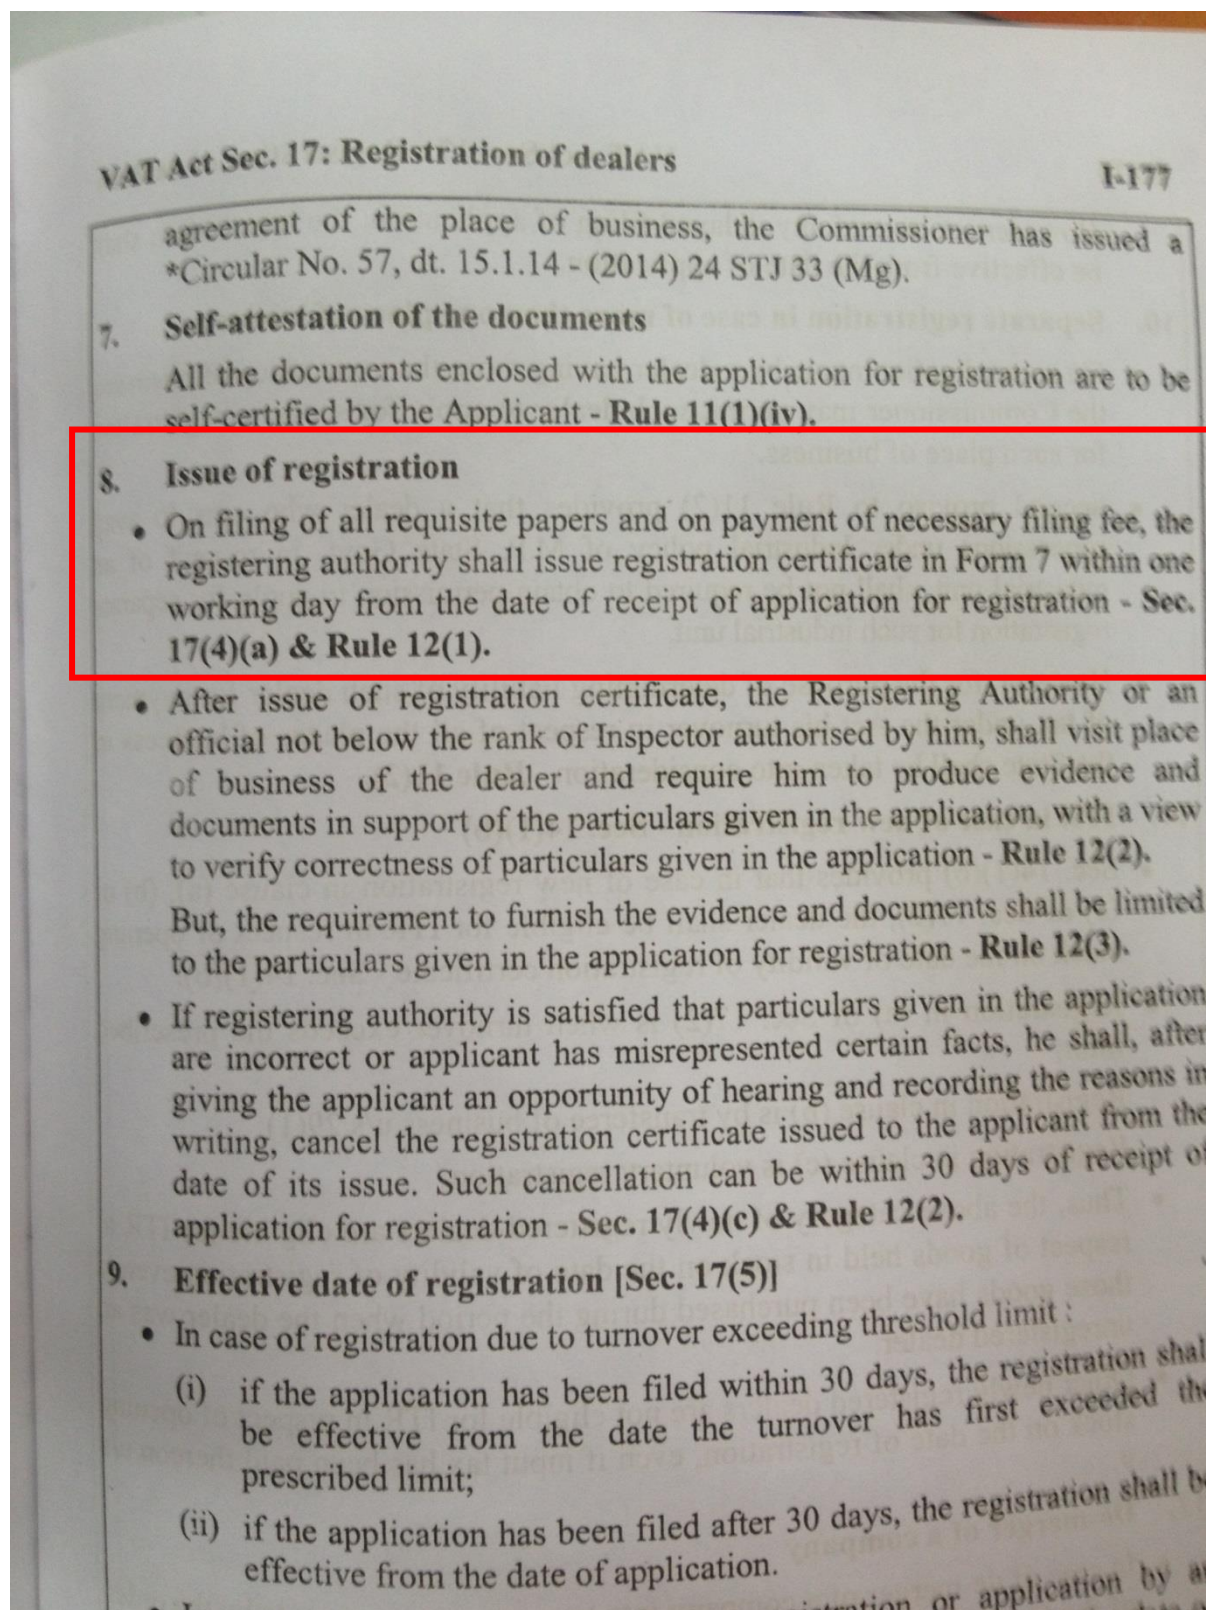 VAT Act Sec. 17: Registration of dealers
I-177
agreement of the place of business, the Commissioner has issued a
*Circular No. 57, dt. 15.1.14 - (2014) 24 STJ 33 (Mg).
7. Self-attestation of the documents
All the documents enclosed with the application for registration are to be
self-certified by the Applicant - Rule 11(1)(iv).
8. Issue of registration
• On filing of all requisite papers and on payment of necessary filing fee, the
registering authority shall issue registration certificate in Form 7 within one
working day from the date of receipt of application for registration - Sec.
17(4)(a) & Rule 12(1).
• After issue of registration certificate, the Registering Authority or an
official not below the rank of Inspector authorised by him, shall visit place
of business of the dealer and require him to produce evidence and
documents in support of the particulars given in the application, with a view
to verify correctness of particulars given in the application - Rule 12(2).
But, the requirement to furnish the evidence and documents shall be limited
to the particulars given in the application for registration - Rule 12(3).
• If registering authority is satisfied that particulars given in the application
are incorrect or applicant has misrepresented certain facts, he shall, after
giving the applicant an opportunity of hearing and recording the reasons in
writing, cancel the registration certificate issued to the applicant from the
date of its issue. Such cancellation can be within 30 days of receipt of
application for registration - Sec. 17(4)(c) & Rule 12(2).
9. Effective date of registration [Sec. 17(5)]
• In case of registration due to turnover exceeding threshold limit :
(i) if the application has been filed within 30 days, the registration shal
be effective from the date the turnover has first exceeded the
prescribed limit;
(ii) if the application has been filed after 30 days, the registration shall be
effective from the date of application.
or application by